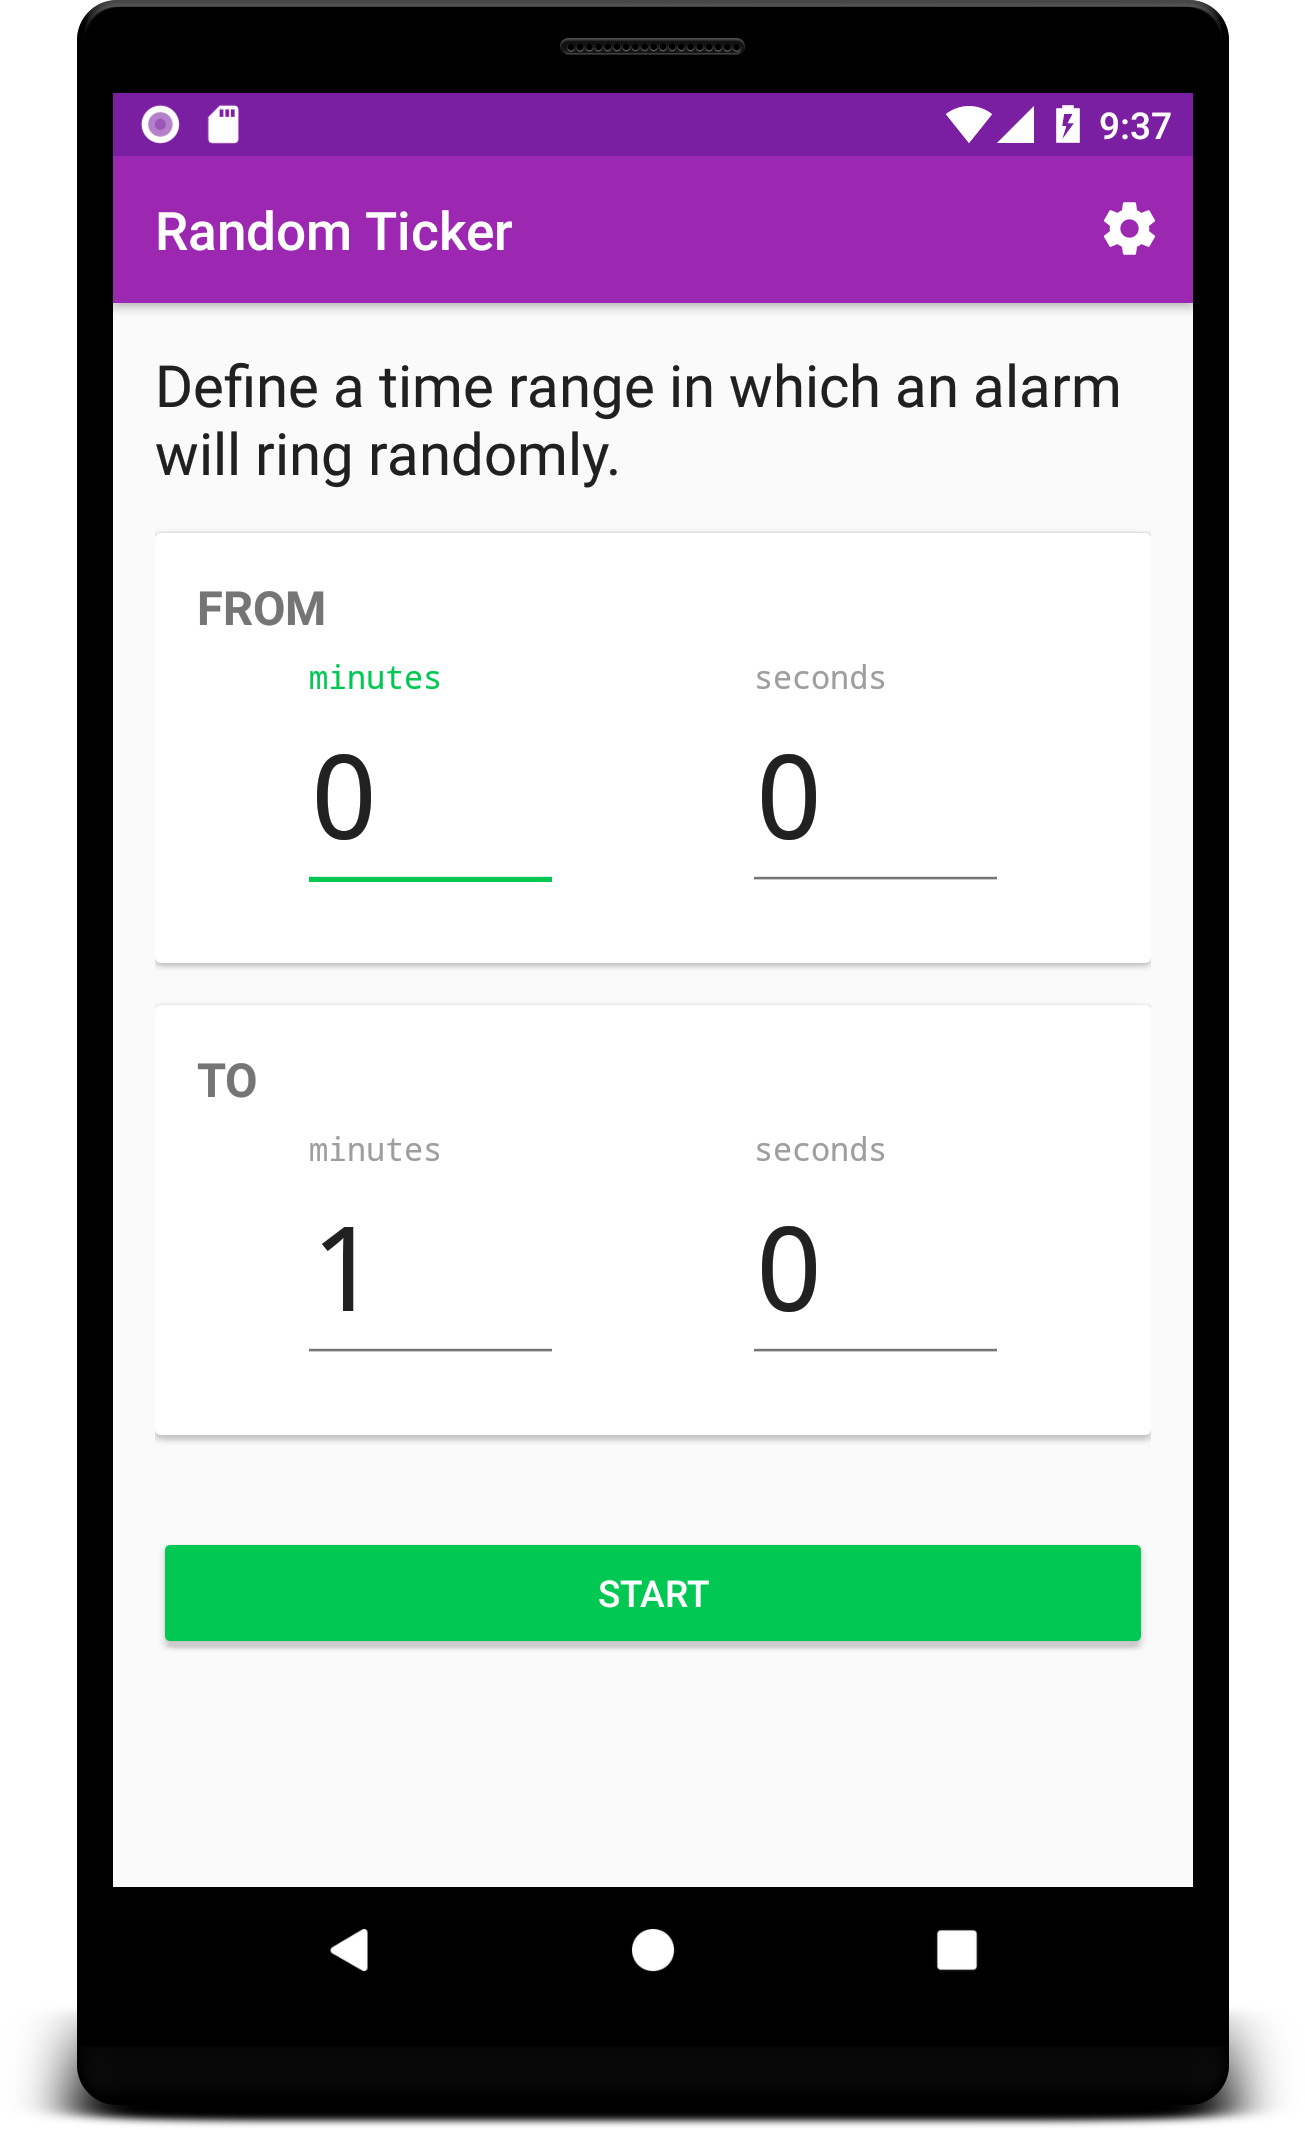 9:37
Random Ticker
Define a time range in which an alarm
will ring randomly.
FROM
minutes seconds
0 0
TO
minutes seconds
1 0
START